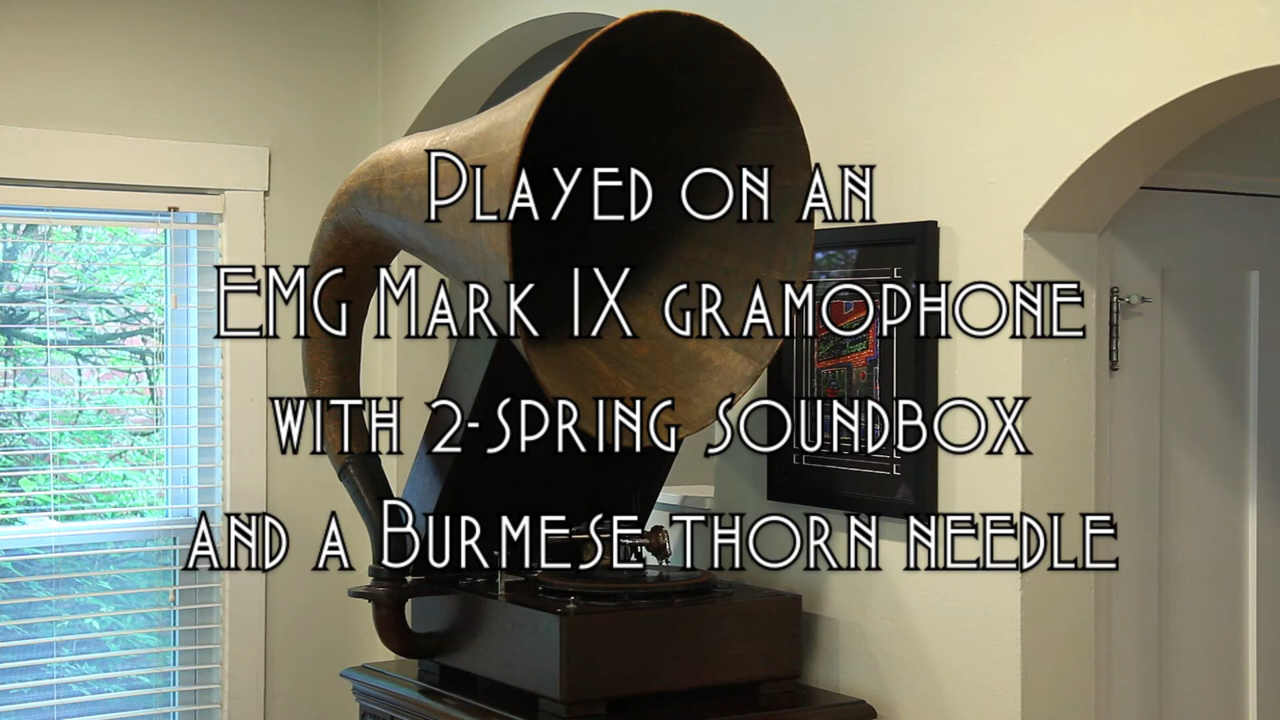 Played on an
EMG Mark IX gramophone
with 2-spring soundbox
and a Burmese thorn needle